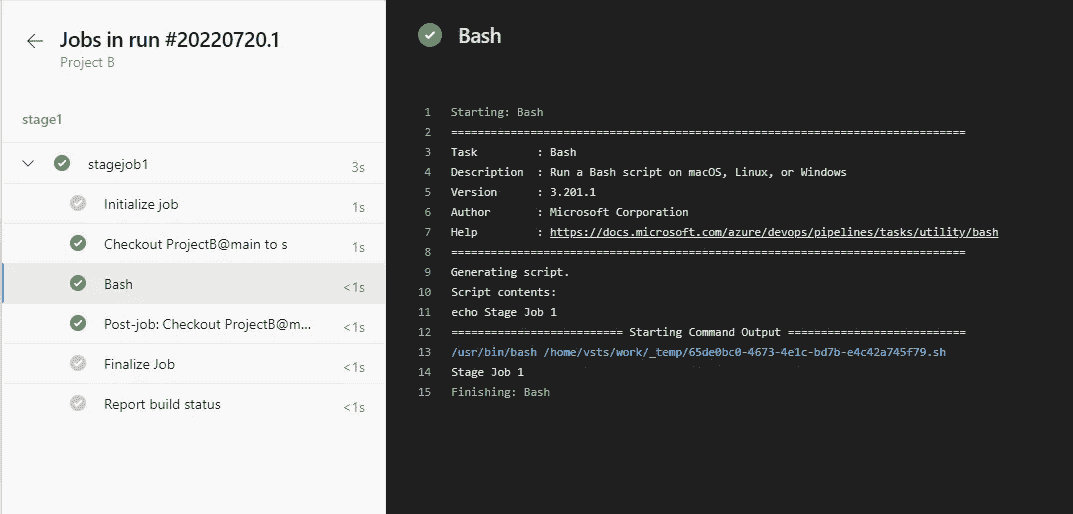 Jobs in run #20220720.1
Project B
stage1
stagejob1 3s
Initialize job 1s
Checkout ProjectB@main to s 1s
Bash <1s
Post-job: Checkout ProjectB@m... <1s
Finalize Job <1s
Report build status <1s
Bash
1 Starting: Bash
2 ==============================================================================
3 Task : Bash
4 Description : Run a Bash script on macOS, Linux, or Windows
5 Version : 3.201.1
6 Author : Microsoft Corporation
7 Help : https://docs.microsoft.com/azure/devops/pipelines/tasks/utility/bash
8 ==============================================================================
9 Generating script.
10 Script contents:
11 echo Stage Job 1
12 ========================== Starting Command Output ===========================
13 /usr/bin/bash /home/vsts/work/_temp/65de0bc0-4673-4e1c-bd7b-e4c42a745f79.sh
14 Stage Job 1
15 Finishing: Bash